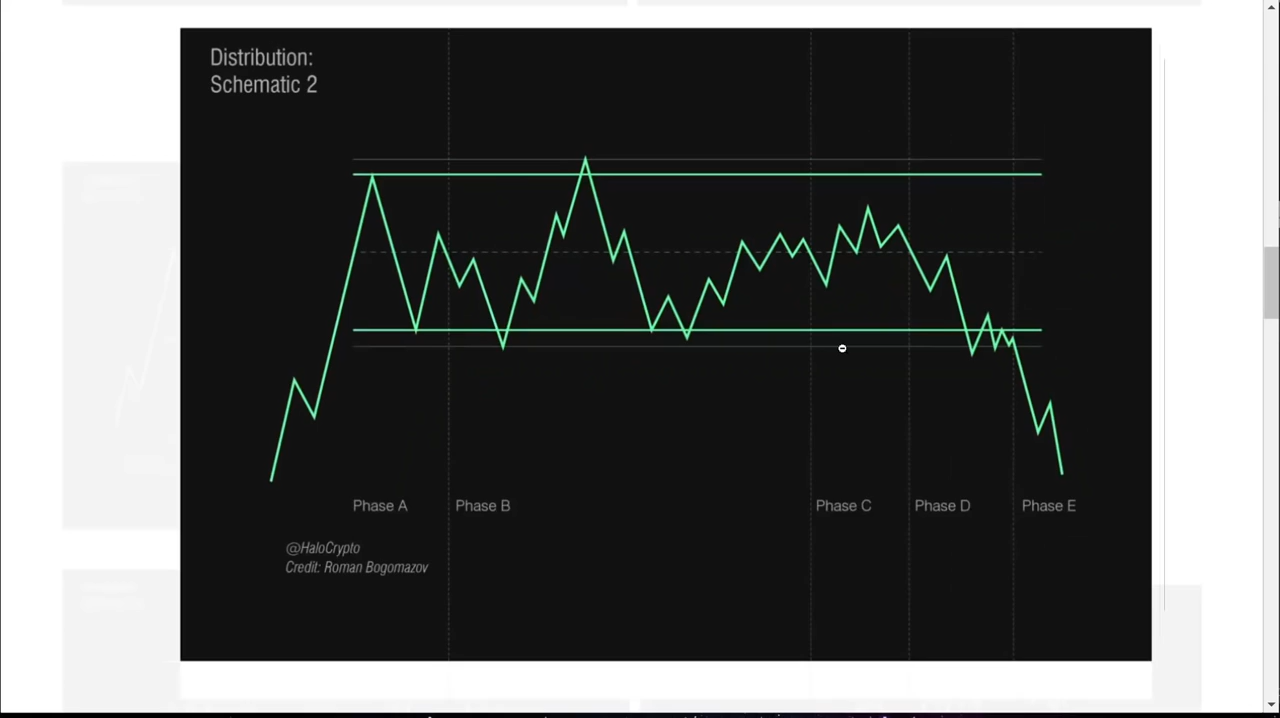 Distribution:
Schematic 2
Phase A
Phase B
Phase C
Phase D
Phase E
@HaloCrypto
Credit: Roman Bogomazov